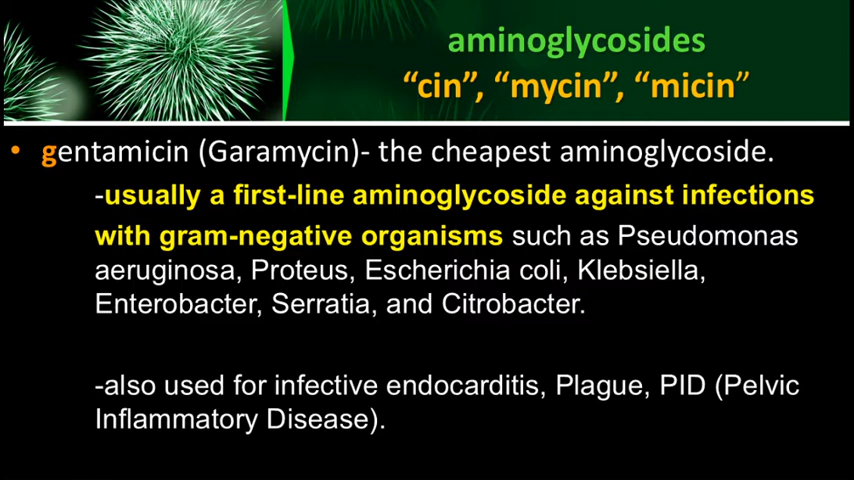 aminoglycosides
“cin”, “mycin”, “micin”
• gentamicin (Garamycin)- the cheapest aminoglycoside.
-usually a first-line aminoglycoside against infections
with gram-negative organisms such as Pseudomonas
aeruginosa, Proteus, Escherichia coli, Klebsiella,
Enterobacter, Serratia, and Citrobacter.
-also used for infective endocarditis, Plague, PID (Pelvic
Inflammatory Disease).